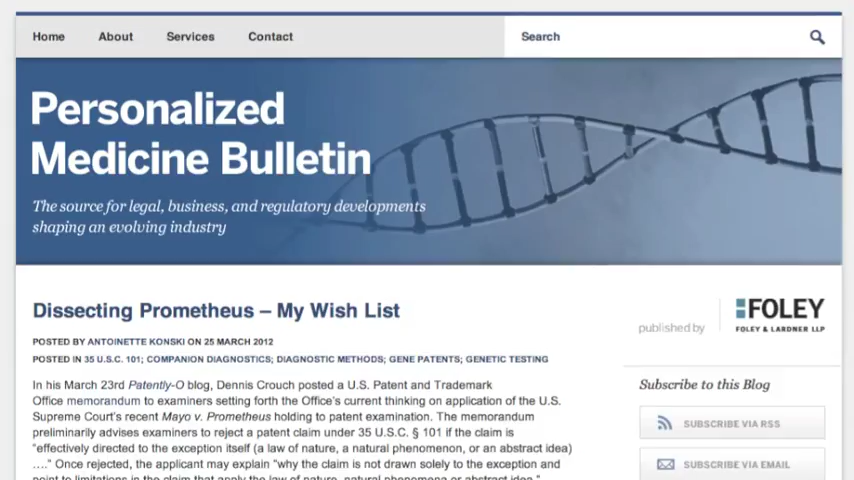 Home About Services Contact Search
Personalized
Medicine Bulletin
The source for legal, business, and regulatory developments
shaping an evolving industry
Dissecting Prometheus – My Wish List
POSTED BY ANTOINETTE KONSKI ON 25 MARCH 2012
POSTED IN 35 U.S.C. 101; COMPANION DIAGNOSTICS; DIAGNOSTIC METHODS; GENE PATENTS; GENETIC TESTING
In his March 23rd Patently-O blog, Dennis Crouch posted a U.S. Patent and Trademark
Office memorandum to examiners setting forth the Office's current thinking on application of the U.S.
Supreme Court's recent Mayo v. Prometheus holding to patent examination. The memorandum
preliminarily advises examiners to reject a patent claim under 35 U.S.C. § 101 if the claim is
"effectively directed to the exception itself (a law of nature, a natural phenomenon, or an abstract idea)
…." Once rejected, the applicant may explain "why the claim is not drawn solely to the exception and
point to limitations in the claim that apply the law of nature, natural phenomena or abstract idea."
published by
FOLEY
FOLEY & LARDNER LLP
Subscribe to this Blog
SUBSCRIBE VIA RSS
SUBSCRIBE VIA EMAIL